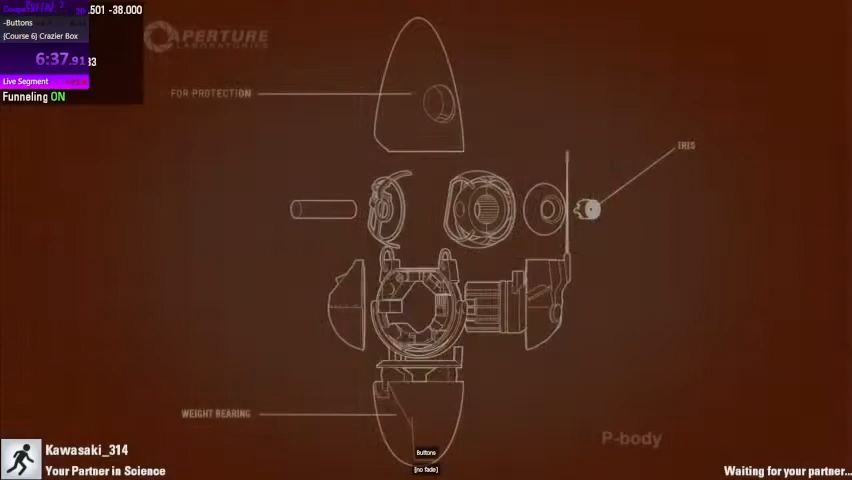 .501 -38.000
-Buttons
{Course 6} Crazier Box
6:37.91
Live Segment
Funneling ON
APERTURE
LABORATORIES
FOR PROTECTION
IRIS
WEIGHT BEARING
P-body
Buttons
[no fade]
Kawasaki_314
Your Partner in Science
Waiting for your partner...